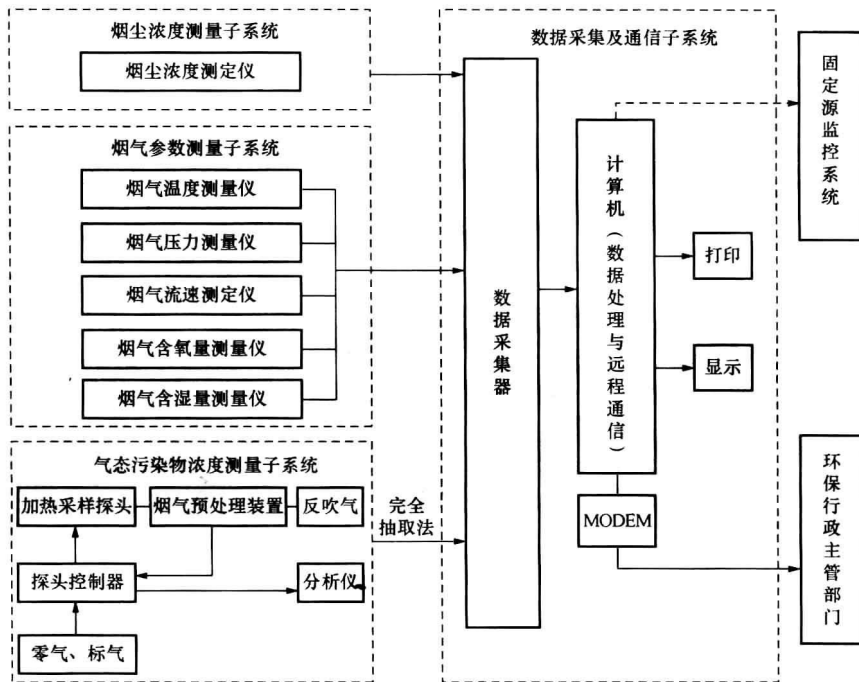 烟尘浓度测量子系统
烟尘浓度测定仪
烟气参数测量子系统
烟气温度测量仪
烟气压力测量仪
烟气流速测定仪
烟气含氧量测量仪
烟气含湿量测量仪
气态污染物浓度测量子系统
加热采样探头
烟气预处理装置
反吹气
探头控制器
分析仪
零气、标气
完全
抽取法
数据采集及通信子系统
数据采集器
计算机（数据处理与远程通信）
打印
显示
MODEM
固定源监控系统
环保行政主管部门